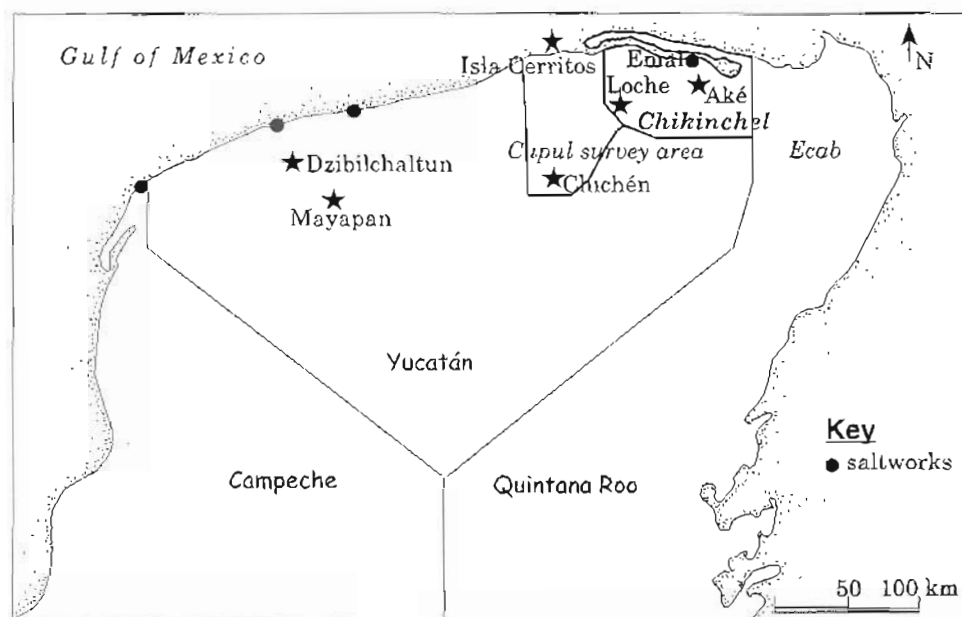 Gulf of Mexico
N
Isla Cerritos
Emal
Loche
Aké
Chikinchel
Cupul survey area
Ecab
Dzibilchaltun
Chichén
Mayapan
Yucatán
Key
saltworks
Campeche
Quintana Roo
50 100 km